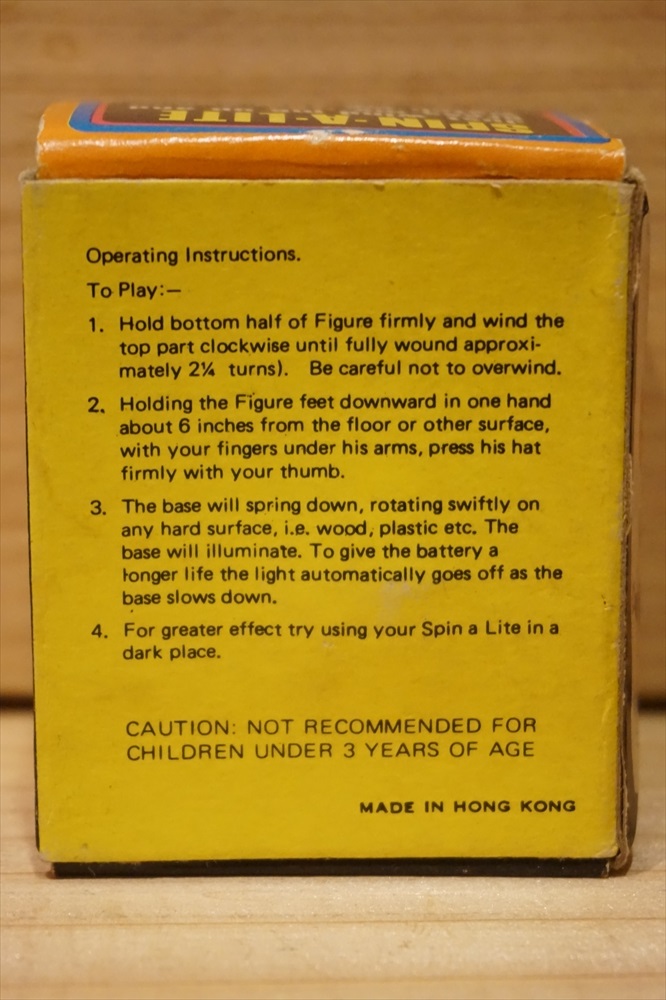 SPIN·A·LITE
Operating Instructions.
To Play:—
1. Hold bottom half of Figure firmly and wind the
top part clockwise until fully wound approxi-
mately 2¼ turns). Be careful not to overwind.
2. Holding the Figure feet downward in one hand
about 6 inches from the floor or other surface,
with your fingers under his arms, press his hat
firmly with your thumb.
3. The base will spring down, rotating swiftly on
any hard surface, i.e. wood, plastic etc. The
base will illuminate. To give the battery a
longer life the light automatically goes off as the
base slows down.
4. For greater effect try using your Spin a Lite in a
dark place.
CAUTION: NOT RECOMMENDED FOR
CHILDREN UNDER 3 YEARS OF AGE
MADE IN HONG KONG